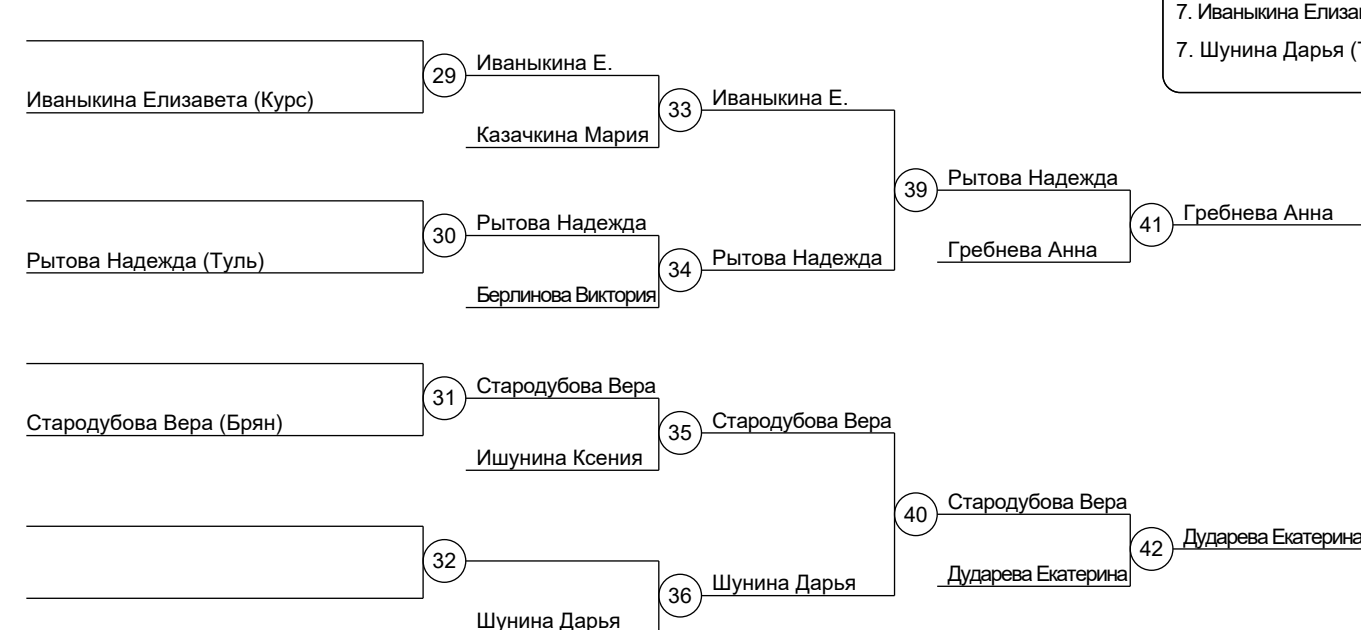 7. Иваныкина Елиза
7. Шунина Дарья (
29
Иваныкина Е.
Иваныкина Елизавета (Курс)
33
Иваныкина Е.
Казачкина Мария
39
Рытова Надежда
30
Рытова Надежда
41
Гребнева Анна
Рытова Надежда (Туль)
34
Рытова Надежда
Гребнева Анна
Берлинова Виктория
31
Стародубова Вера
Стародубова Вера (Брян)
35
Стародубова Вера
Ишунина Ксения
40
Стародубова Вера
32
42
Дударева Екатерина
36
Шунина Дарья
Дударева Екатерина
Шунина Дарья